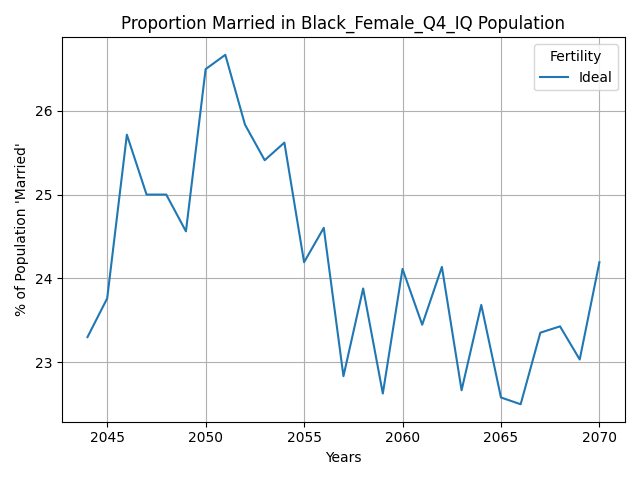 Proportion Married in Black_Female_Q4_IQ Population
Fertility
Ideal
% of Population 'Married'
26
25
24
23
2045 2050 2055 2060 2065 2070
Years